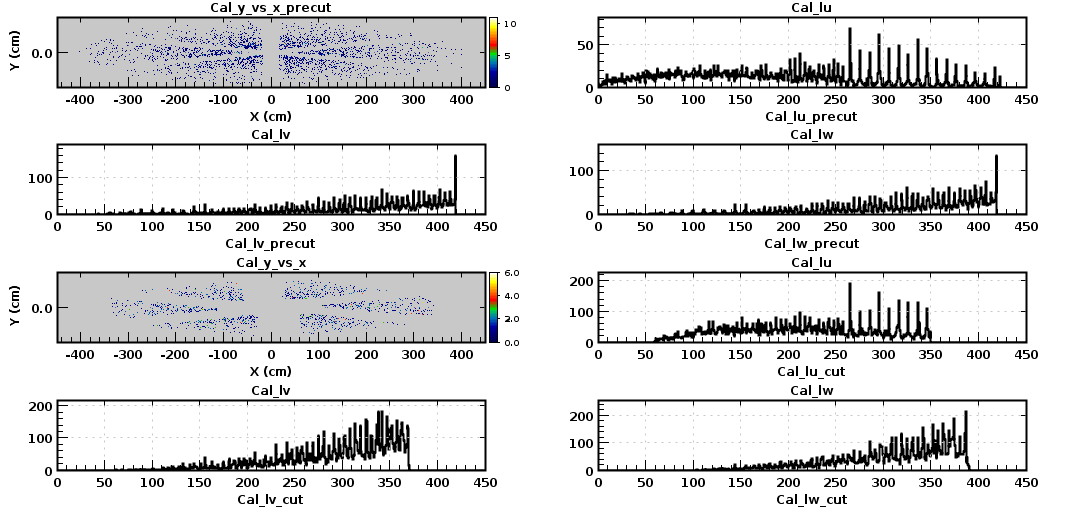 Cal_y_vs_x_precut
Y (cm)
0.0
10
5
0
-400 -300 -200 -100 0 100 200 300 400
X (cm)
Cal_lu
50
0
0 50 100 150 200 250 300 350 400 450
Cal_lu_precut
Cal_lv
100
0
0 50 100 150 200 250 300 350 400 450
Cal_lv_precut
Cal_lw
100
0
0 50 100 150 200 250 300 350 400 450
Cal_lw_precut
Cal_y_vs_x
Y (cm)
0.0
6.0
4.0
2.0
0.0
-400 -300 -200 -100 0 100 200 300 400
X (cm)
Cal_lu
200
100
0
0 50 100 150 200 250 300 350 400 450
Cal_lu_cut
Cal_lv
200
100
0
0 50 100 150 200 250 300 350 400 450
Cal_lv_cut
Cal_lw
200
100
0
0 50 100 150 200 250 300 350 400 450
Cal_lw_cut